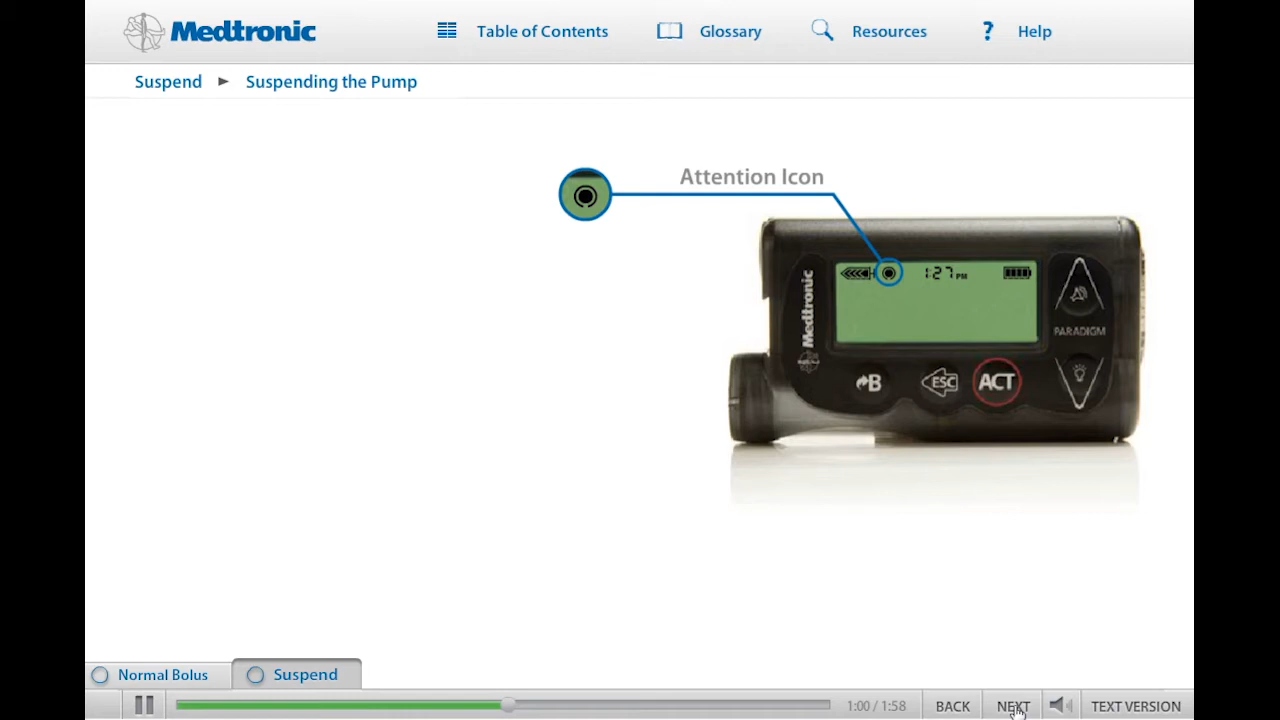 Medtronic
Table of Contents
Glossary
Resources
? Help
Suspend ► Suspending the Pump
Attention Icon
1:27 PM
Medtronic
PARADIGM
B
ESC
ACT
Normal Bolus
Suspend
1:00 / 1:58
BACK
NEXT
TEXT VERSION